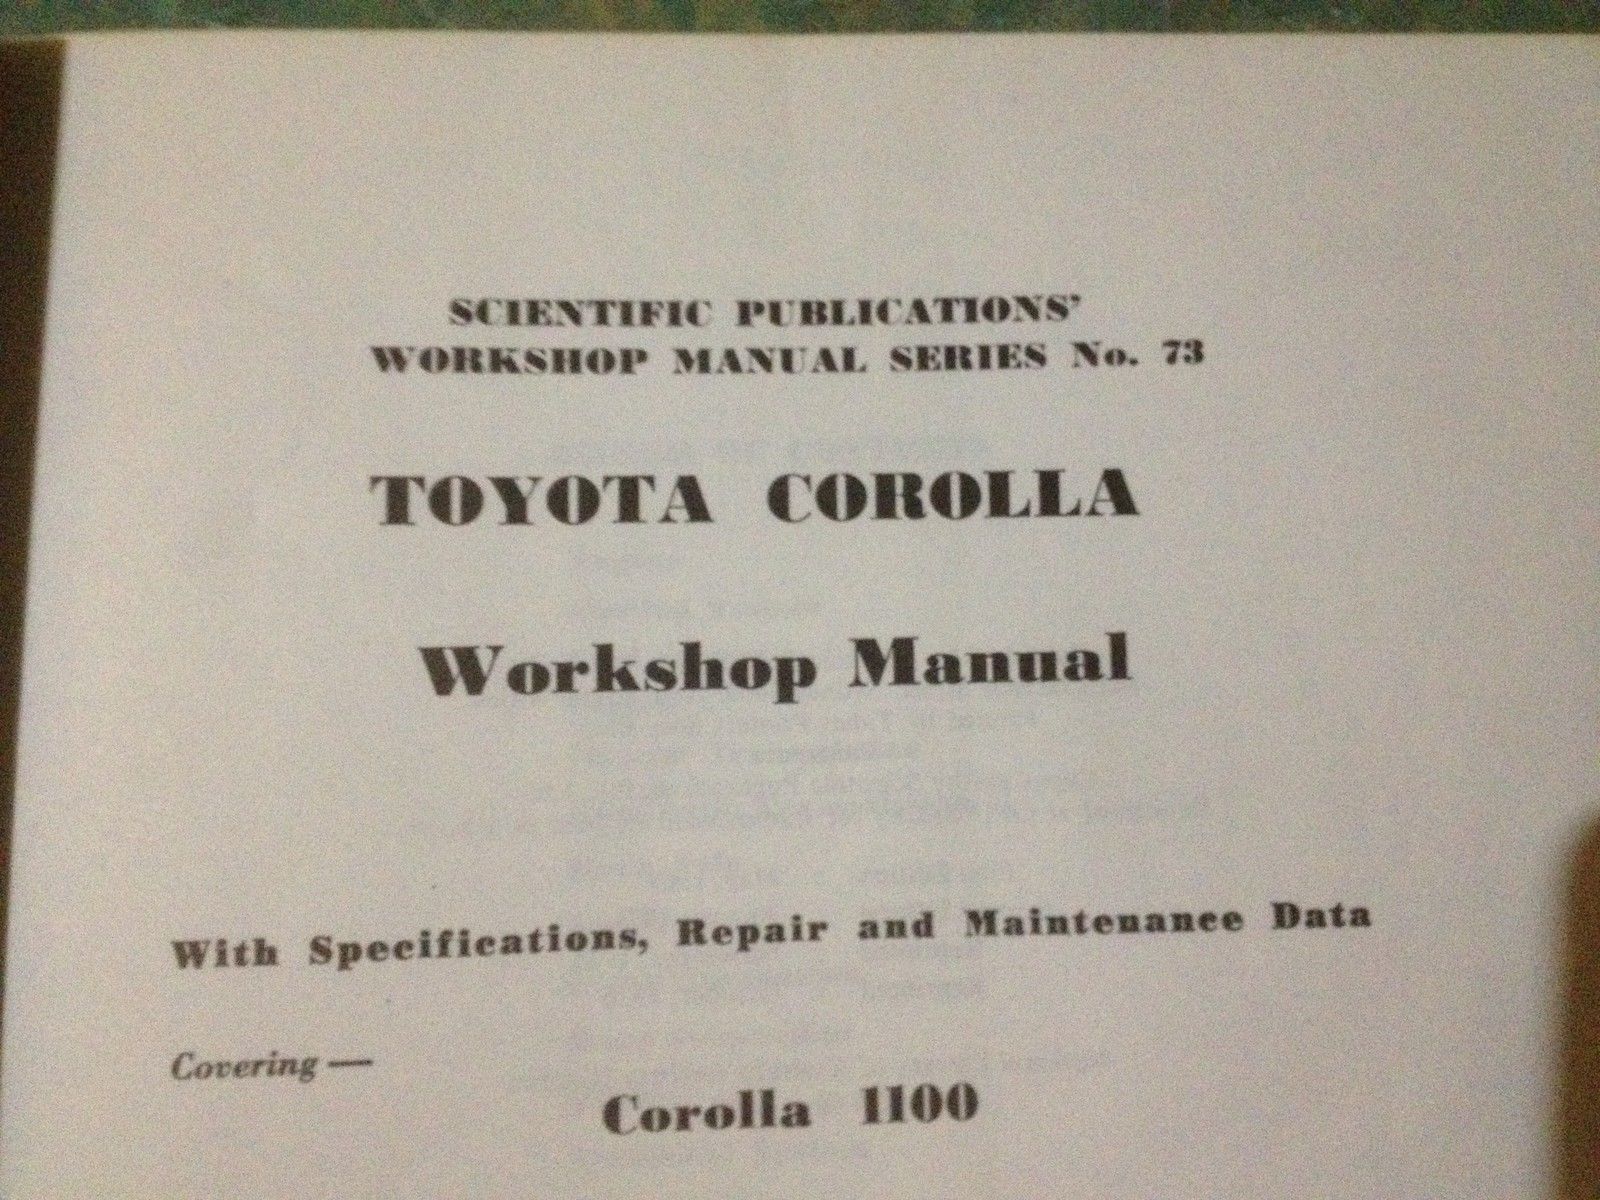 SCIENTIFIC PUBLICATIONS'
WORKSHOP MANUAL SERIES No. 73
TOYOTA COROLLA
Workshop Manual
With Specifications, Repair and Maintenance Data
Covering —
Corolla 1100